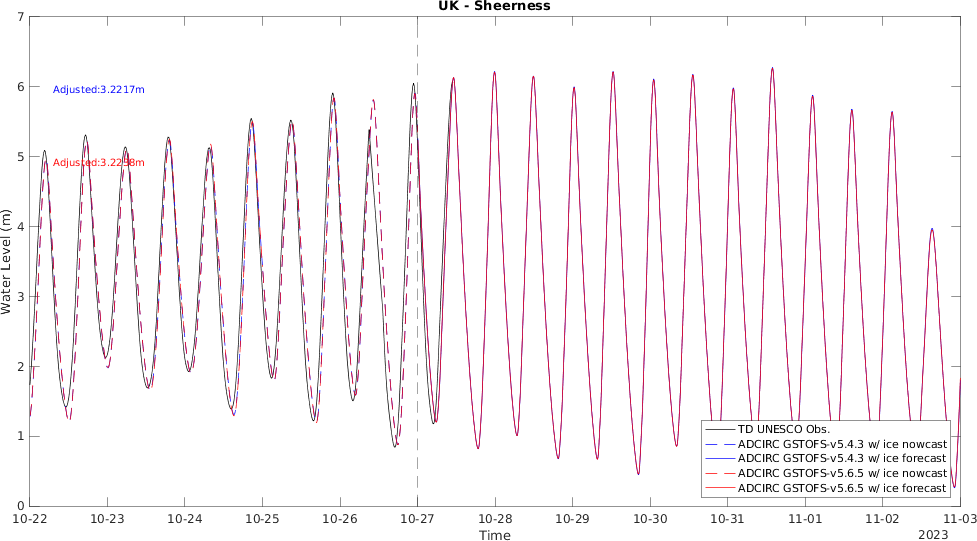 UK - Sheerness
7
6
5
4
3
2
1
0
Water Level (m)
Adjusted:3.2217m
TD UNESCO Obs.
ADCIRC GSTOFS-v5.4.3 w/ ice nowcast
ADCIRC GSTOFS-v5.4.3 w/ ice forecast
ADCIRC GSTOFS-v5.6.5 w/ ice nowcast
ADCIRC GSTOFS-v5.6.5 w/ ice forecast
10-22 10-23 10-24 10-25 10-26 10-27 10-28 10-29 10-30 10-31 11-01 11-02 11-03
Time
2023